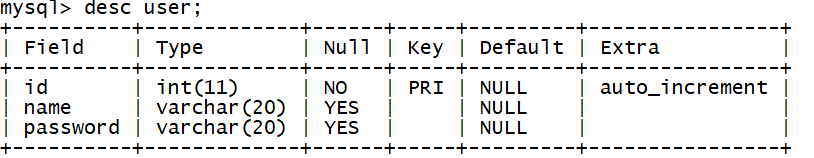 mysql> desc user;
+----------+-------------+------+-----+---------+----------------+
| Field    | Type        | Null | Key | Default | Extra          |
+----------+-------------+------+-----+---------+----------------+
| id       | int(11)     | NO   | PRI | NULL    | auto_increment |
| name     | varchar(20) | YES  |     | NULL    |                |
| password | varchar(20) | YES  |     | NULL    |                |
+----------+-------------+------+-----+---------+----------------+